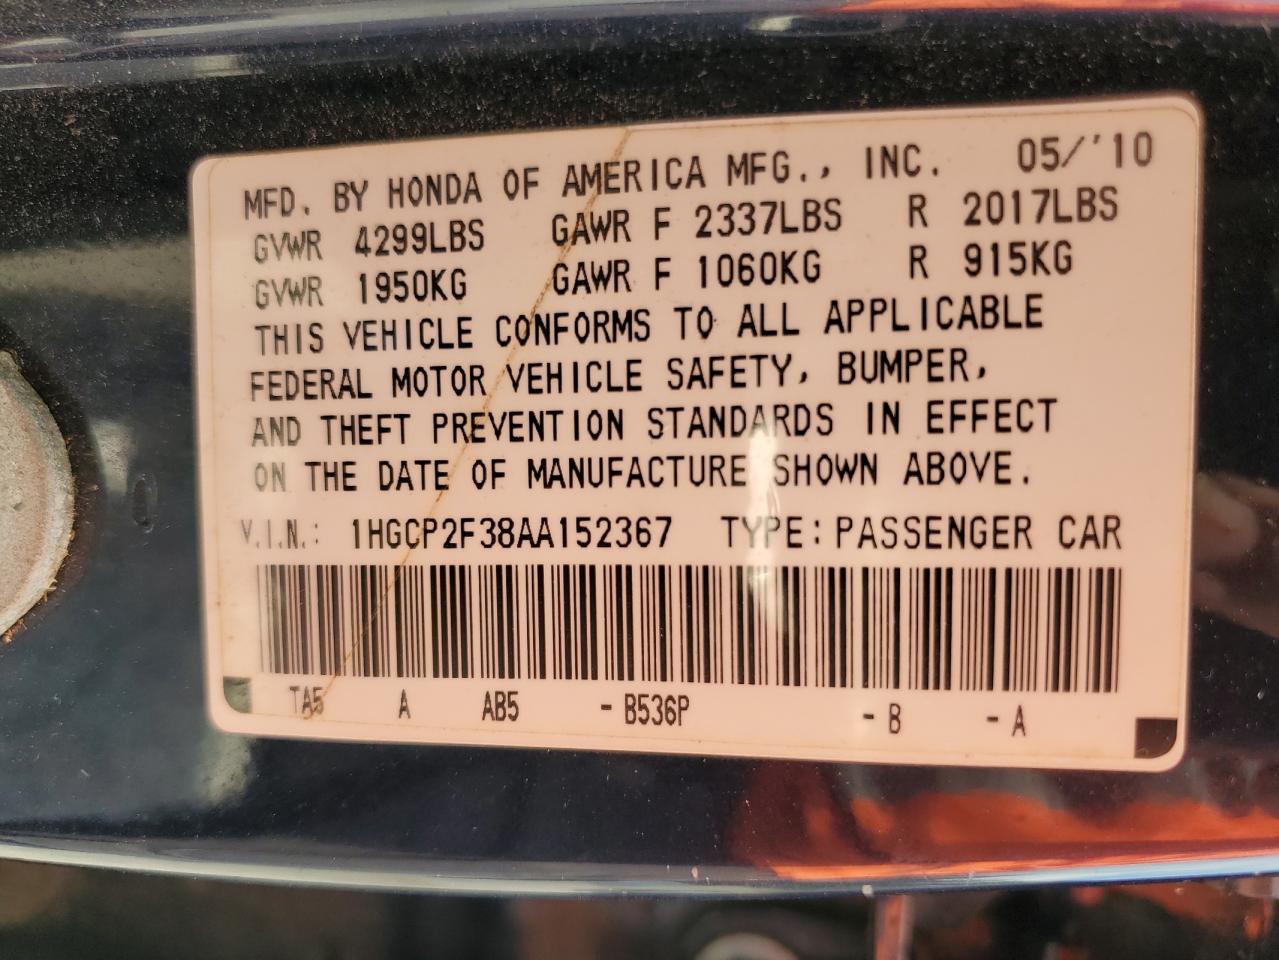 MFD. BY HONDA OF AMERICA MFG., INC. 05/'10
GVWR 4299LBS GAWR F 2337LBS R 2017LBS
GVWR 1950KG GAWR F 1060KG R 915KG
THIS VEHICLE CONFORMS TO ALL APPLICABLE
FEDERAL MOTOR VEHICLE SAFETY, BUMPER,
AND THEFT PREVENTION STANDARDS IN EFFECT
ON THE DATE OF MANUFACTURE SHOWN ABOVE.
V.I.N.: 1HGCP2F38AA152367 TYPE: PASSENGER CAR
TA5 A AB5 - B536P - B - A